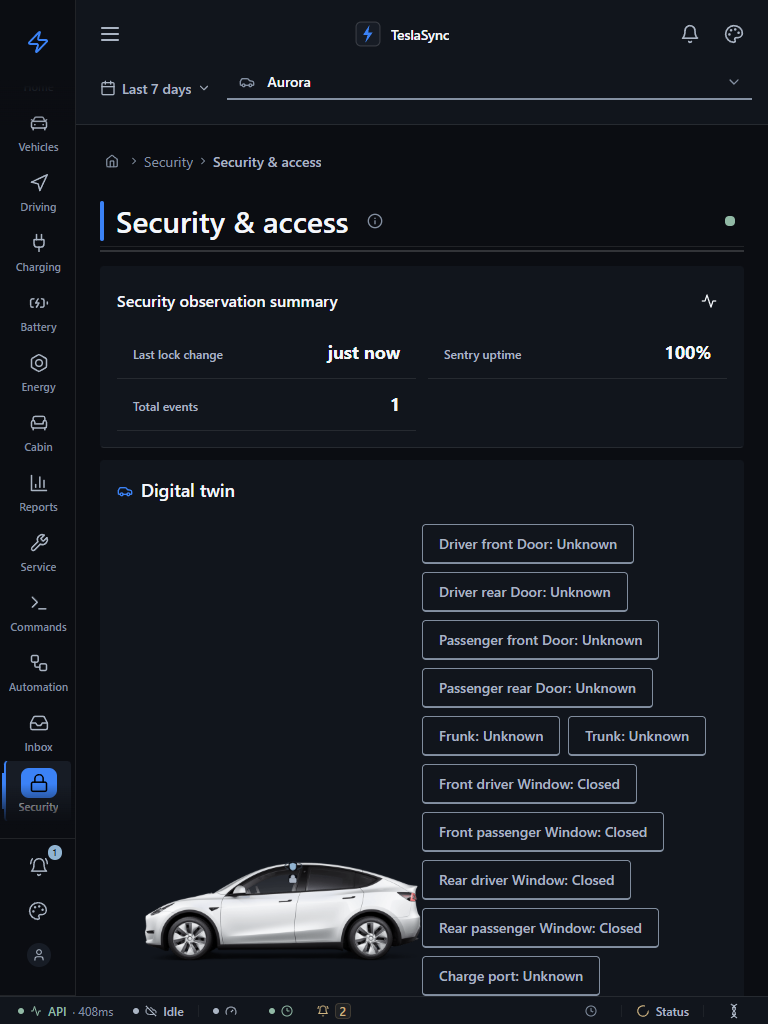 TeslaSync
Last 7 days
Aurora
Security
Security & access
Security & access
Security observation summary
Last lock change
just now
Sentry uptime
100%
Total events
1
Digital twin
Driver front Door: Unknown
Driver rear Door: Unknown
Passenger front Door: Unknown
Passenger rear Door: Unknown
Frunk: Unknown
Trunk: Unknown
Front driver Window: Closed
Front passenger Window: Closed
Rear driver Window: Closed
Rear passenger Window: Closed
Charge port: Unknown
Home
Vehicles
Driving
Charging
Battery
Energy
Cabin
Reports
Service
Commands
Automation
Inbox
Security
1
API · 408ms
Idle
2
Status